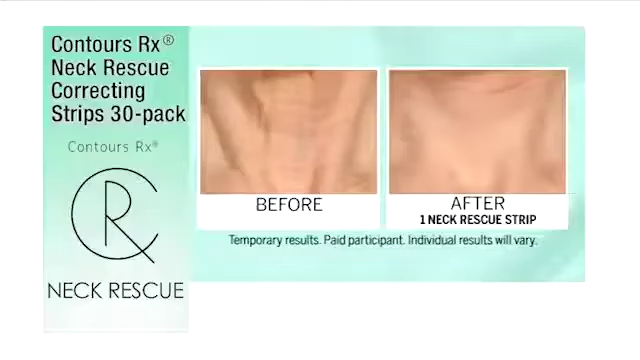 Contours Rx®
Neck Rescue
Correcting
Strips 30-pack
Contours Rx®
NECK RESCUE
BEFORE
AFTER
1 NECK RESCUE STRIP
Temporary results. Paid participant. Individual results will vary.